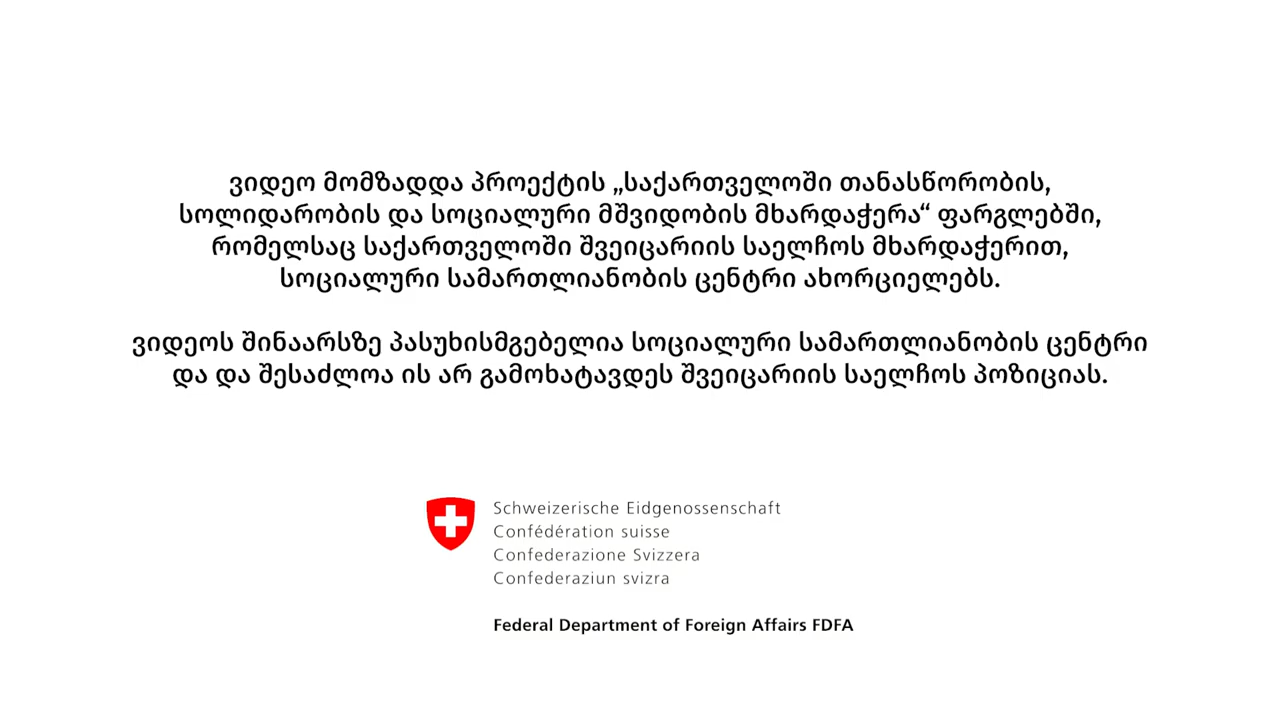 ვიდეო მომზადდა პროექტის „საქართველოში თანასწორობის,
სოლიდარობის და სოციალური მშვიდობის მხარდაჭერა“ ფარგლებში,
რომელსაც საქართველოში შვეიცარიის საელჩოს მხარდაჭერით,
სოციალური სამართლიანობის ცენტრი ახორციელებს.
ვიდეოს შინაარსზე პასუხისმგებელია სოციალური სამართლიანობის ცენტრი
და და შესაძლოა ის არ გამოხატავდეს შვეიცარიის საელჩოს პოზიციას.
Schweizerische Eidgenossenschaft
Confédération suisse
Confederazione Svizzera
Confederaziun svizra
Federal Department of Foreign Affairs FDFA